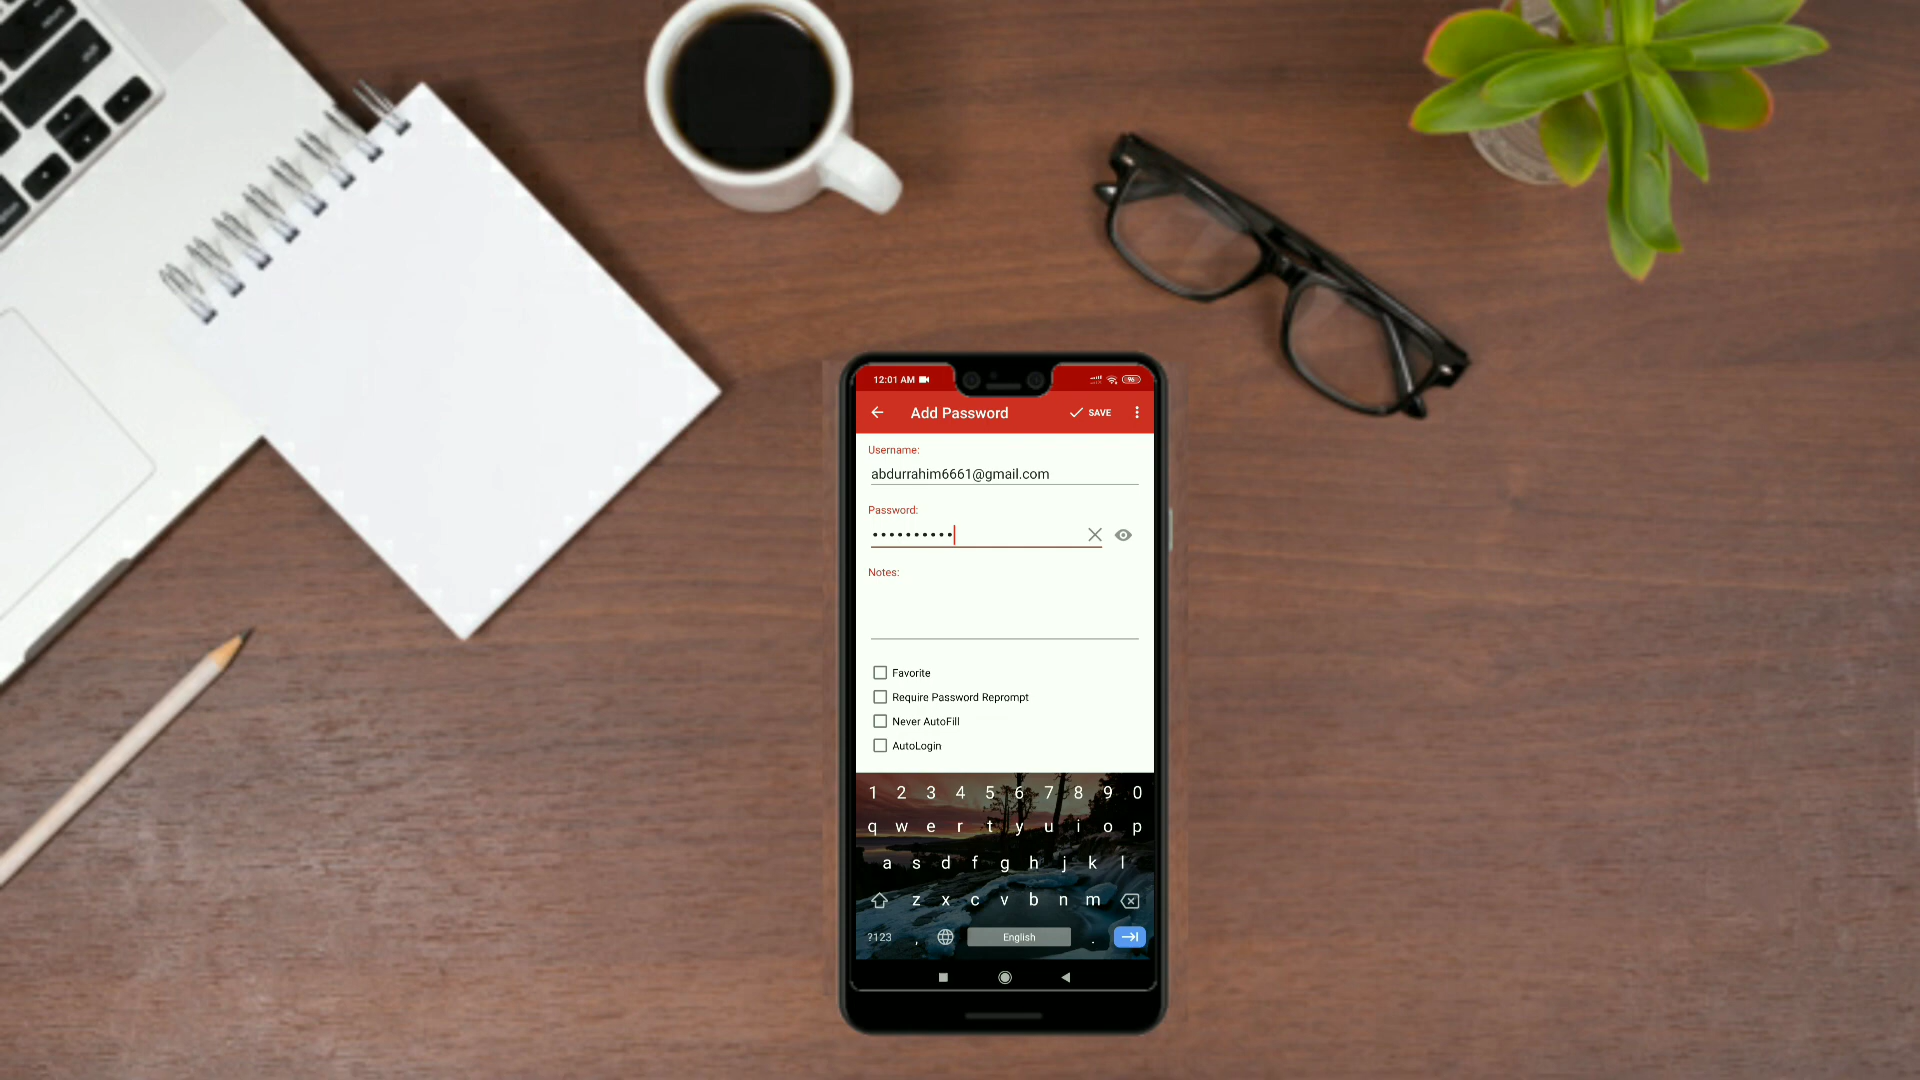 12:01 AM
96
Add Password
SAVE
Username:
abdurrahim6661@gmail.com
Password:
••••••••••
Notes:
Favorite
Require Password Reprompt
Never AutoFill
AutoLogin
1 2 3 4 5 6 7 8 9 0
q w e r t y u i o p
a s d f g h j k l
z x c v b n m
?123 , English .